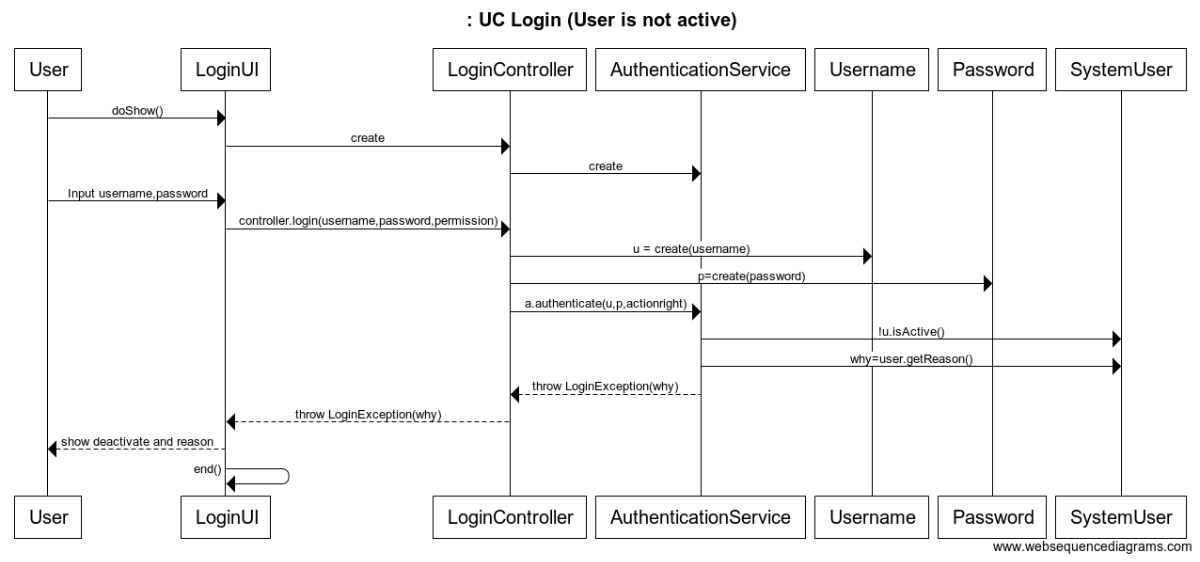 : UC Login (User is not active)
User
LoginUI
LoginController
AuthenticationService
Username
Password
SystemUser
doShow()
create
create
Input username,password
controller.login(username,password,permission)
u = create(username)
p=create(password)
a.authenticate(u,p,actionright)
!u.isActive()
why=user.getReason()
throw LoginException(why)
throw LoginException(why)
show deactivate and reason
end()
User
LoginUI
LoginController
AuthenticationService
Username
Password
SystemUser
www.websequencediagrams.com